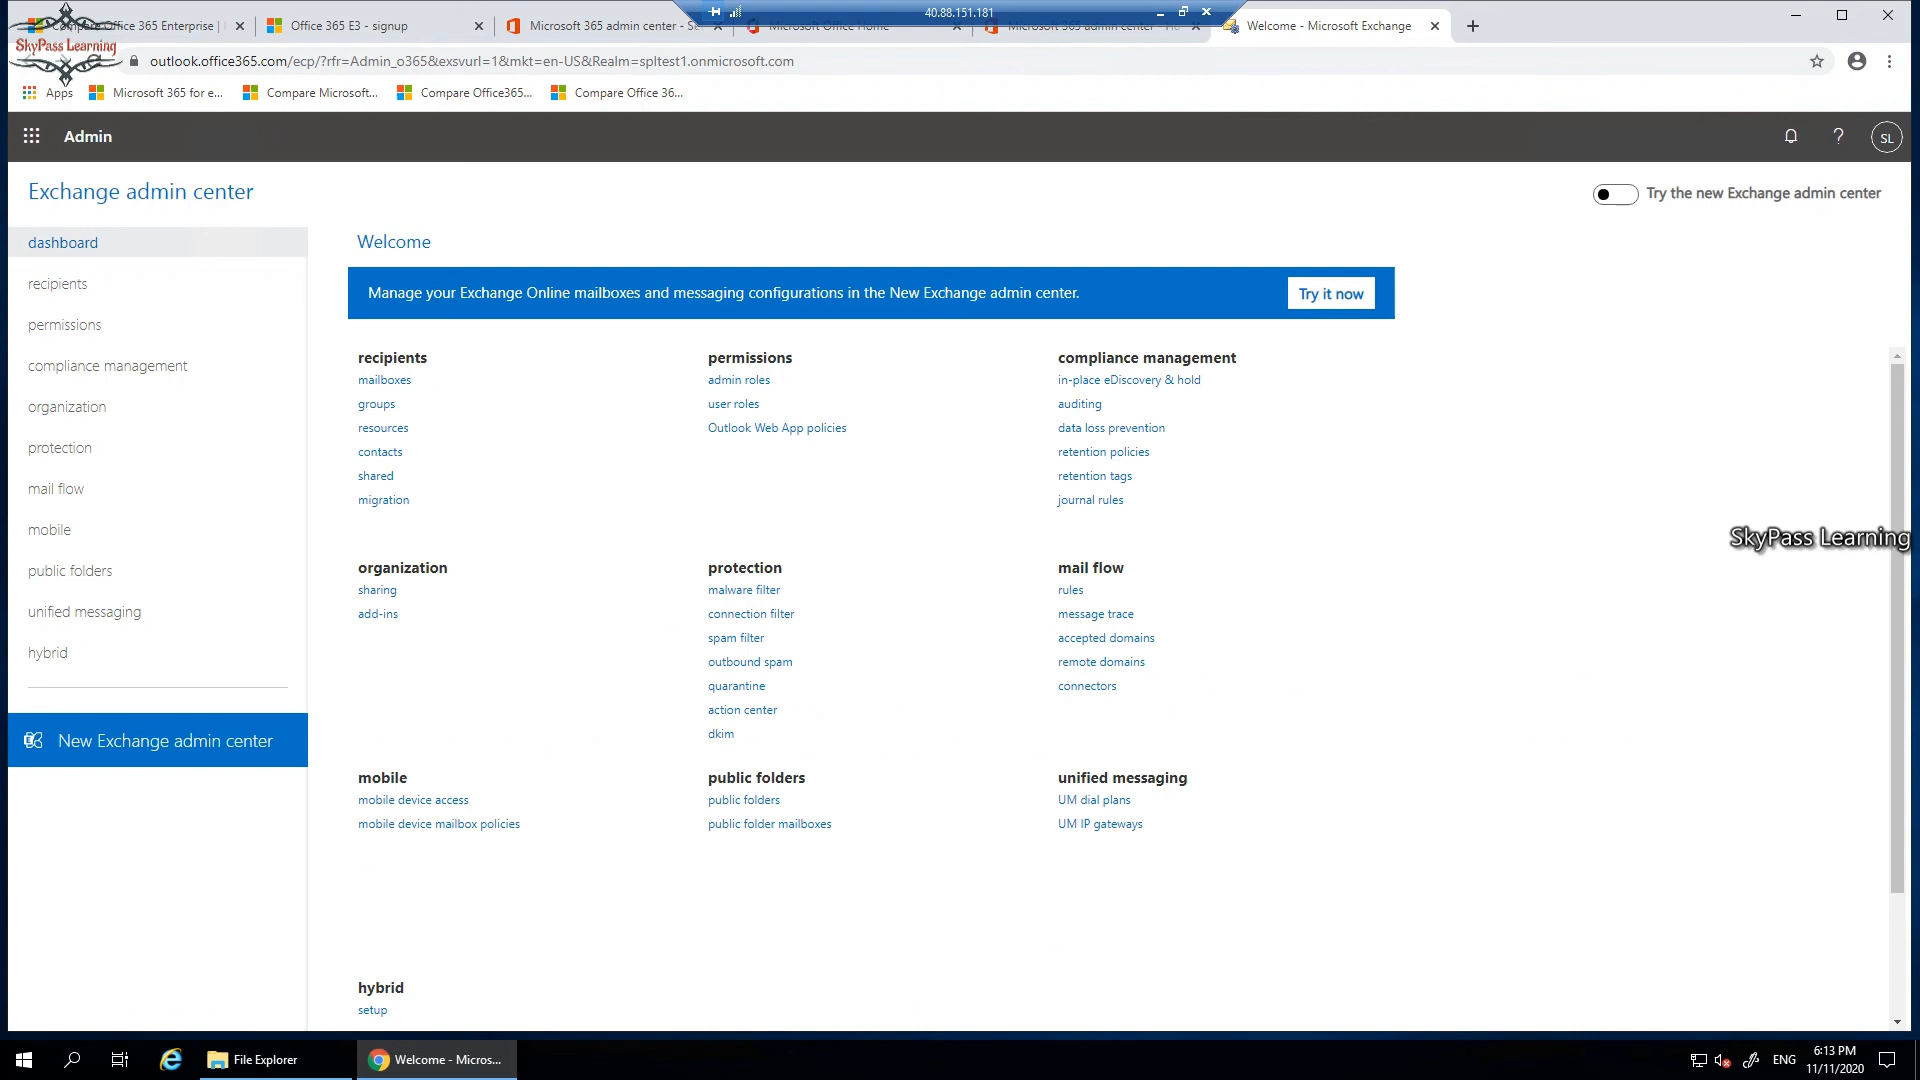 40.88.151.181
Compare Office 365 Enterprise |
Office 365 E3 - signup
Microsoft 365 admin center - Se
Microsoft Office Home
Microsoft 365 admin center - H
Welcome - Microsoft Exchange
SkyPass Learning
outlook.office365.com/ecp/?rfr=Admin_o365&exsvurl=1&mkt=en-US&Realm=spltest1.onmicrosoft.com
Apps
Microsoft 365 for e...
Compare Microsoft...
Compare Office365...
Compare Office 36...
Admin
?
SL
Exchange admin center
Try the new Exchange admin center
dashboard
recipients
permissions
compliance management
organization
protection
mail flow
mobile
public folders
unified messaging
hybrid
New Exchange admin center
Welcome
Manage your Exchange Online mailboxes and messaging configurations in the New Exchange admin center.
Try it now
recipients
mailboxes
groups
resources
contacts
shared
migration
permissions
admin roles
user roles
Outlook Web App policies
compliance management
in-place eDiscovery & hold
auditing
data loss prevention
retention policies
retention tags
journal rules
SkyPass Learning
organization
sharing
add-ins
protection
malware filter
connection filter
spam filter
outbound spam
quarantine
action center
dkim
mail flow
rules
message trace
accepted domains
remote domains
connectors
mobile
mobile device access
mobile device mailbox policies
public folders
public folders
public folder mailboxes
unified messaging
UM dial plans
UM IP gateways
hybrid
setup
File Explorer
Welcome - Micros...
ENG
6:13 PM
11/11/2020